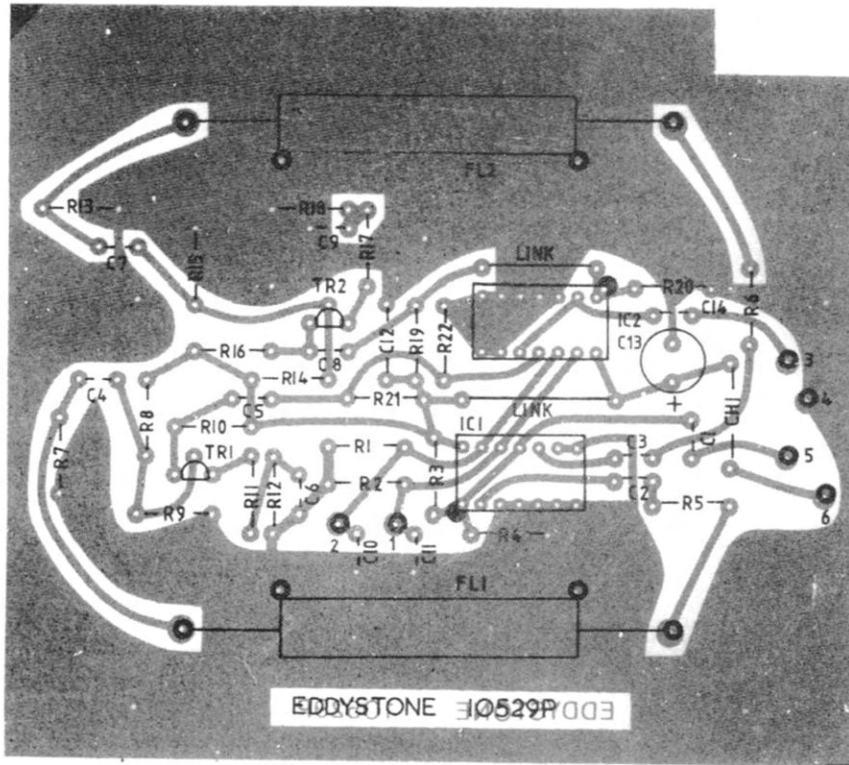 FL2
R13
R18
C9
R17
C7
R15
LINK
TR2
R20
C14
R6
IC2
C13
C12
R19
R22
R16
C8
3
R14
C4
R8
C5
R21
LINK
+
CH1
4
R10
IC1
R7
TR1
R1
R3
C3
C1
5
R11
R12
C6
R2
C2
6
R9
R5
2
C10
1
C11
R4
FL1
EDDYSTONE 10529P